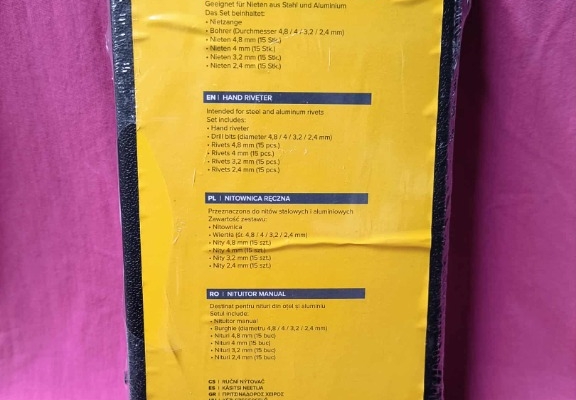 Geeignet für Nieten aus Stahl und Aluminium
Das Set beinhaltet:
• Nietzange
• Bohrer (Durchmesser 4,8 / 4 / 3,2 / 2,4 mm)
• Nieten 4,8 mm (15 Stk.)
• Nieten 4 mm (15 Stk.)
• Nieten 3,2 mm (15 Stk.)
• Nieten 2,4 mm (15 Stk.)
EN | HAND RIVETER
Intended for steel and aluminum rivets
Set includes:
• Hand riveter
• Drill bits (diameter 4,8 / 4 / 3,2 / 2,4 mm)
• Rivets 4,8 mm (15 pcs.)
• Rivets 4 mm (15 pcs.)
• Rivets 3,2 mm (15 pcs.)
• Rivets 2,4 mm (15 pcs.)
PL | NITOWNICA RĘCZNA
Przeznaczona do nitów stalowych i aluminiowych
Zawartość zestawu:
• Nitownica
• Wiertła (śr. 4,8 / 4 / 3,2 / 2,4 mm)
• Nity 4,8 mm (15 szt.)
• Nity 4 mm (15 szt.)
• Nity 3,2 mm (15 szt.)
• Nity 2,4 mm (15 szt.)
RO | NITUITOR MANUAL
Destinat pentru nituri din oțel și aluminiu
Setul include:
• Nituitor manual
• Burghie (diametru 4,8 / 4 / 3,2 / 2,4 mm)
• Nituri 4,8 mm (15 buc)
• Nituri 4 mm (15 buc)
• Nituri 3,2 mm (15 buc)
• Nituri 2,4 mm (15 buc)
CS | RUČNÍ NÝTOVAČ
ES | KÄSITSI NEETIJA
GR | ΠΡΙΤΣΙΝΑΔΟΡΟΣ ΧΕΙΡΟΣ